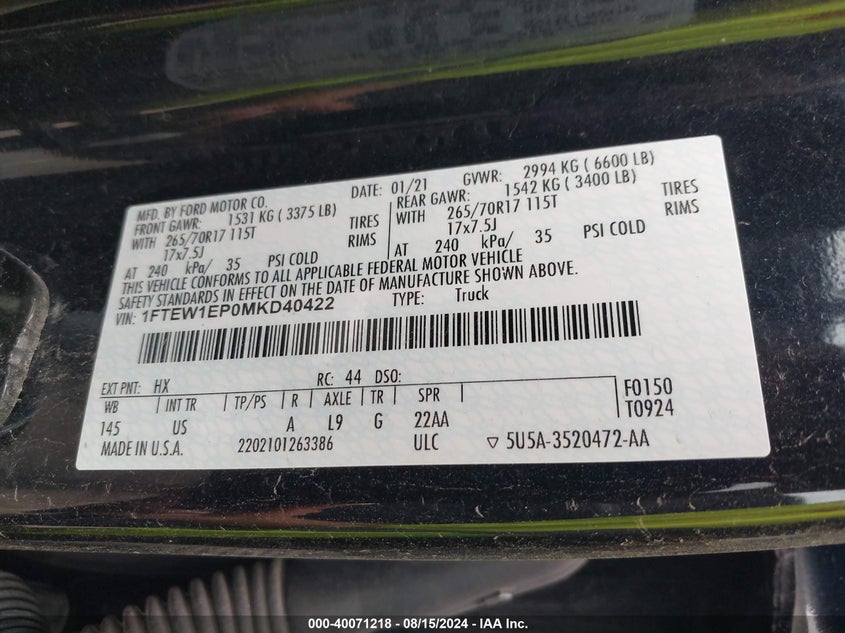 MFD. BY FORD MOTOR CO. DATE: 01/21 GVWR: 2994 KG ( 6600 LB)
FRONT GAWR: 1531 KG ( 3375 LB) REAR GAWR: 1542 KG ( 3400 LB)
WITH 265/70R17 115T TIRES WITH 265/70R17 115T TIRES
17x7.5J RIMS 17x7.5J RIMS
AT 240 kPa/ 35 PSI COLD AT 240 kPa/ 35 PSI COLD
THIS VEHICLE CONFORMS TO ALL APPLICABLE FEDERAL MOTOR VEHICLE
SAFETY STANDARDS IN EFFECT ON THE DATE OF MANUFACTURE SHOWN ABOVE.
VIN: 1FTEW1EP0MKD40422 TYPE: Truck
EXT PNT: HX RC: 44 DSO: F0150
WB INT TR TP/PS R AXLE TR SPR T0924
145 US A L9 G 22AA
MADE IN U.S.A. 2202101263386 ULC ▽ 5U5A-3520472-AA
000-40071218 - 08/15/2024 - IAA Inc.